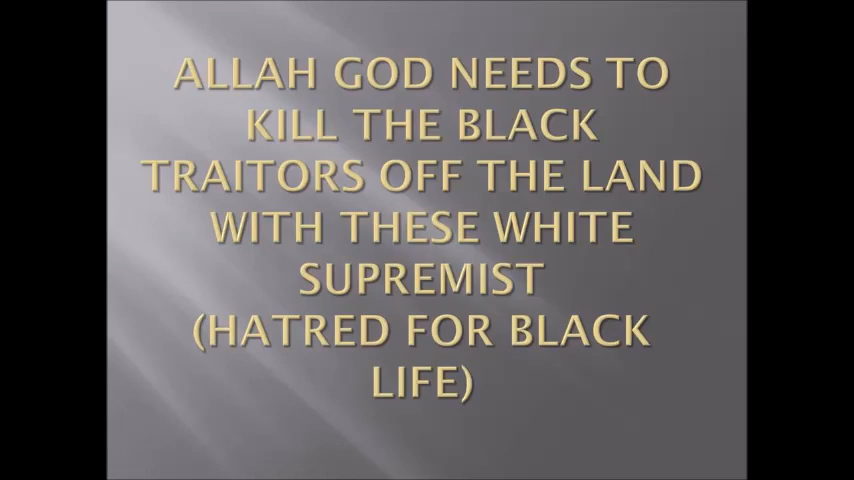 ALLAH GOD NEEDS TO
KILL THE BLACK
TRAITORS OFF THE LAND
WITH THESE WHITE
SUPREMIST
(HATRED FOR BLACK
LIFE)